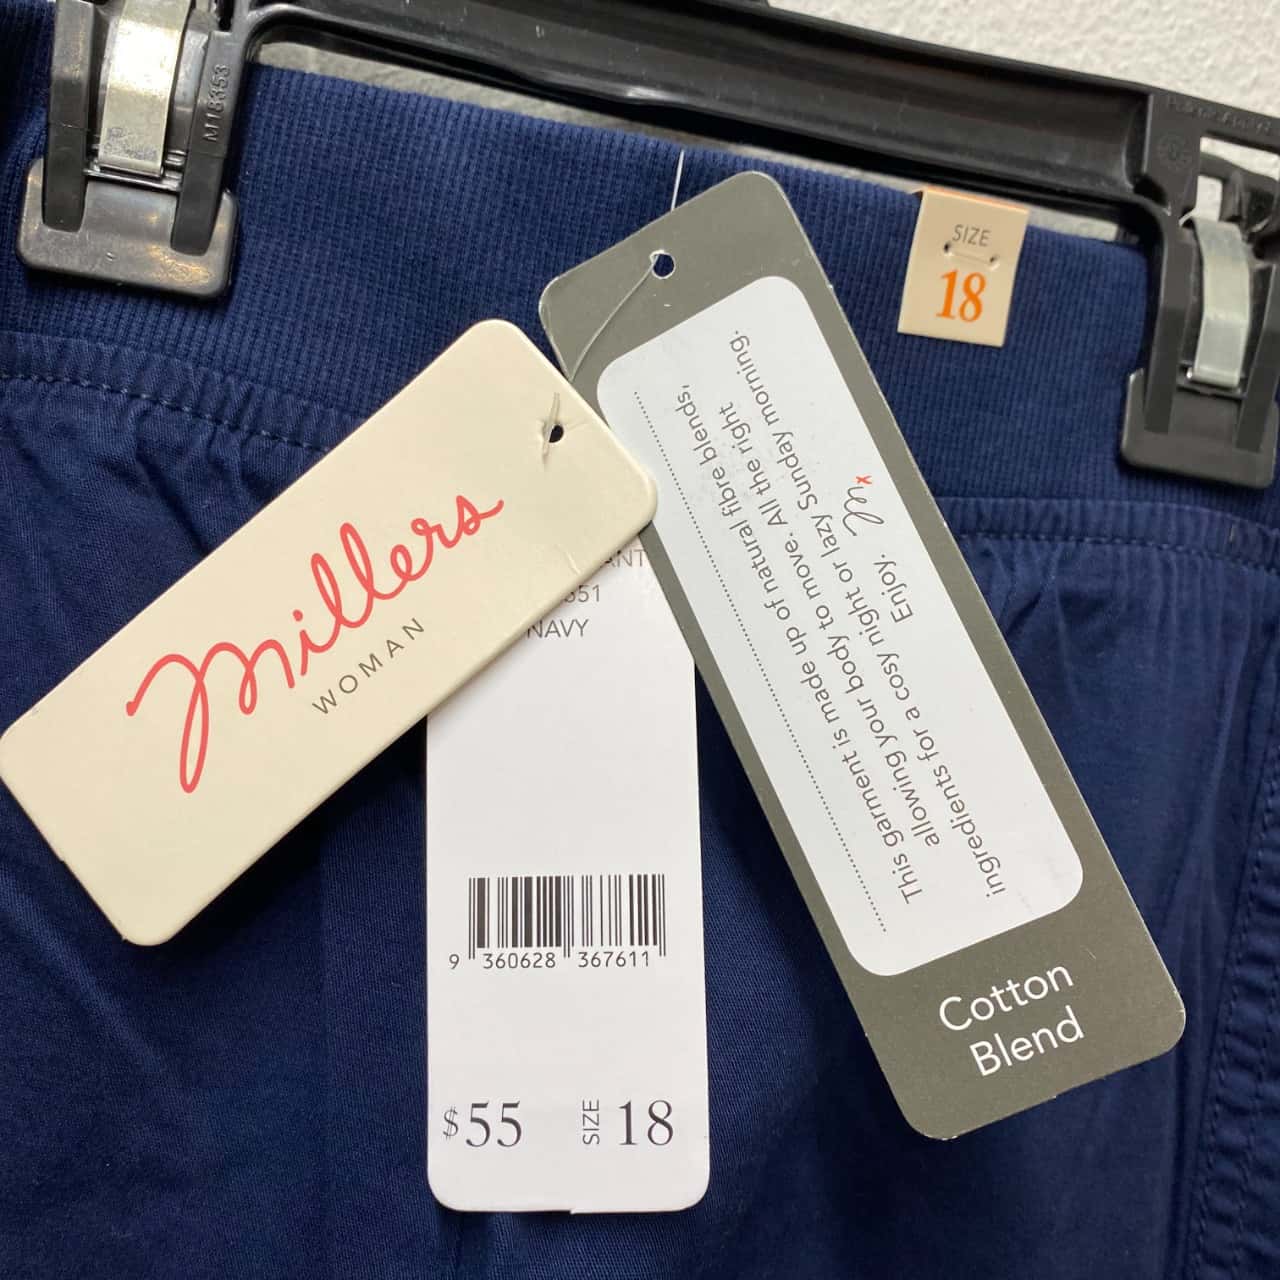 M18353
SIZE
18
millers
WOMAN
NAVY
9 360628 367611
$55 SIZE 18
This garment is made up of natural fibre blends,
allowing your body to move. All the right
ingredients for a cosy night or lazy Sunday morning.
Enjoy. m x
Cotton
Blend